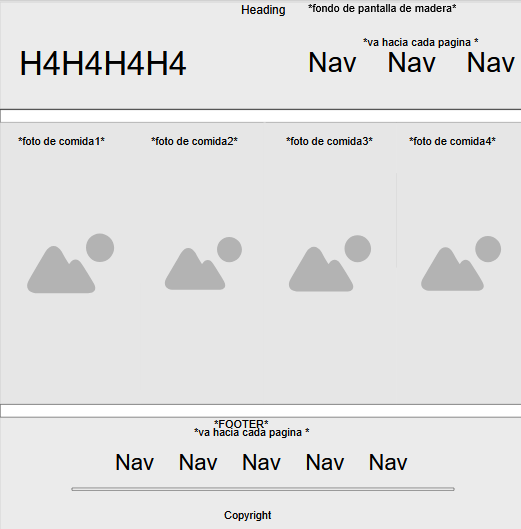 Heading *fondo de pantalla de madera*
*va hacia cada pagina *
H4H4H4H4 Nav Nav Nav
*foto de comida1* *foto de comida2* *foto de comida3* *foto de comida4*
*FOOTER*
*va hacia cada pagina *
Nav Nav Nav Nav Nav
Copyright